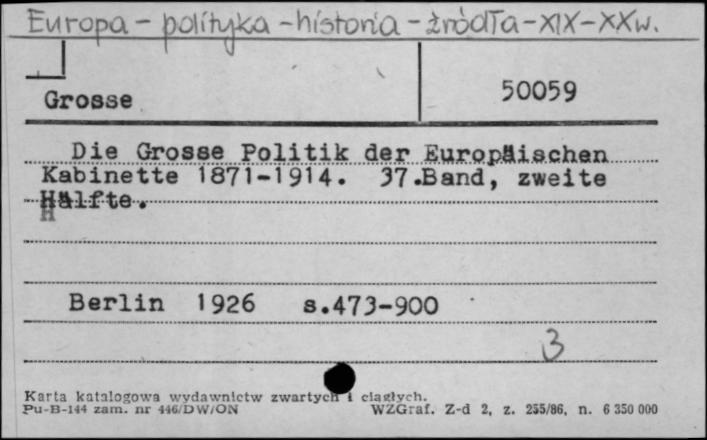 Europa - polityka - historia - źródła - XIX - XX w.
Grosse
50059
Die Grosse Politik der Europäischen
Kabinette 1871-1914. 37.Band, zweite
Hälfte.
Berlin 1926 s.473-900
3
Karta katalogowa wydawnictw zwartych i ciągłych.
Pu-B-144 zam. nr 446/DW/ON WZGraf. Z-d 2, z. 255/86, n. 6 350 000